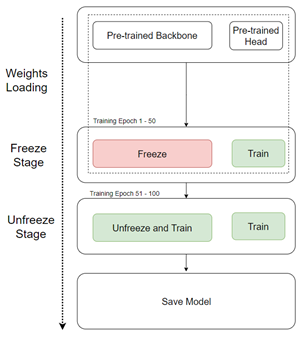 Pre-trained Backbone
Pre-trained
Head
Weights
Loading
Training Epoch 1 - 50
Freeze
Stage
Freeze
Train
Training Epoch 51 - 100
Unfreeze
Stage
Unfreeze and Train
Train
Save Model